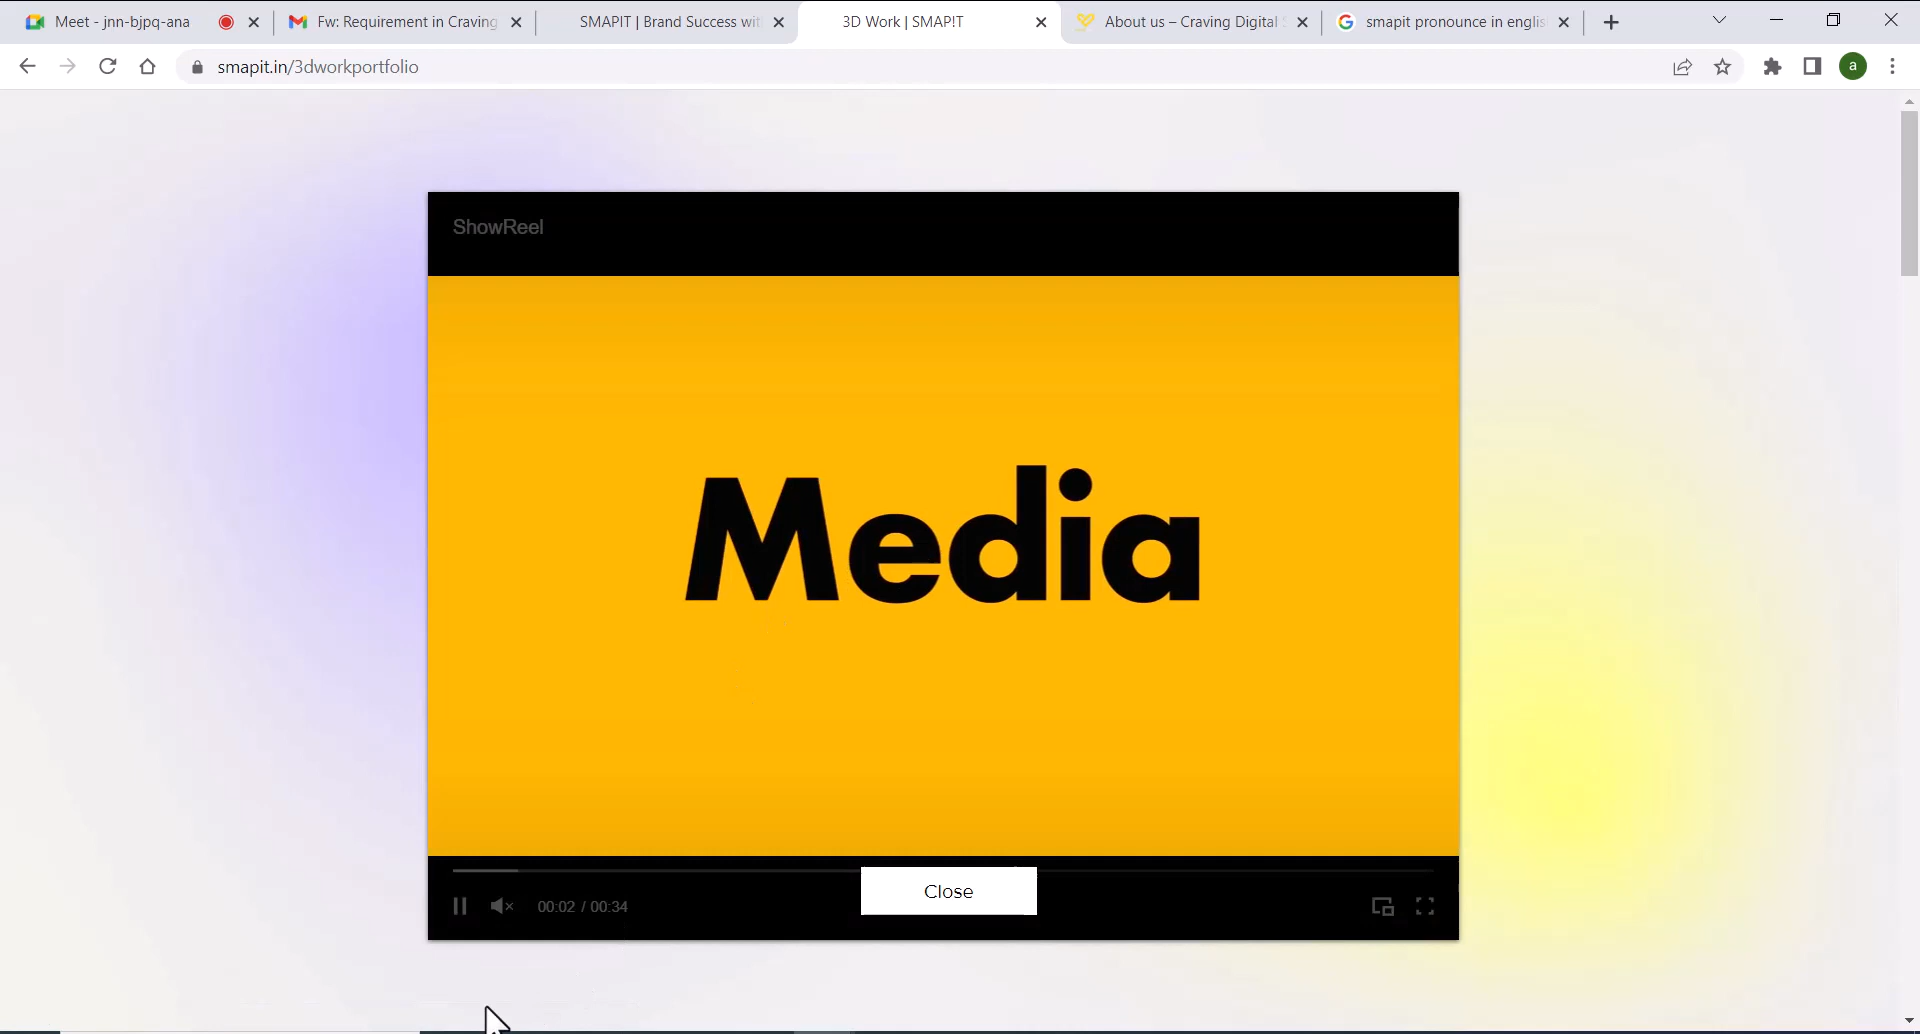 Meet - jnn-bjpq-ana
Fw: Requirement in Craving
SMAPIT | Brand Success wit
3D Work | SMAP!T
About us – Craving Digital S
smapit pronounce in englis
smapit.in/3dworkportfolio
a
ShowReel
Media
Close
00:02 / 00:34